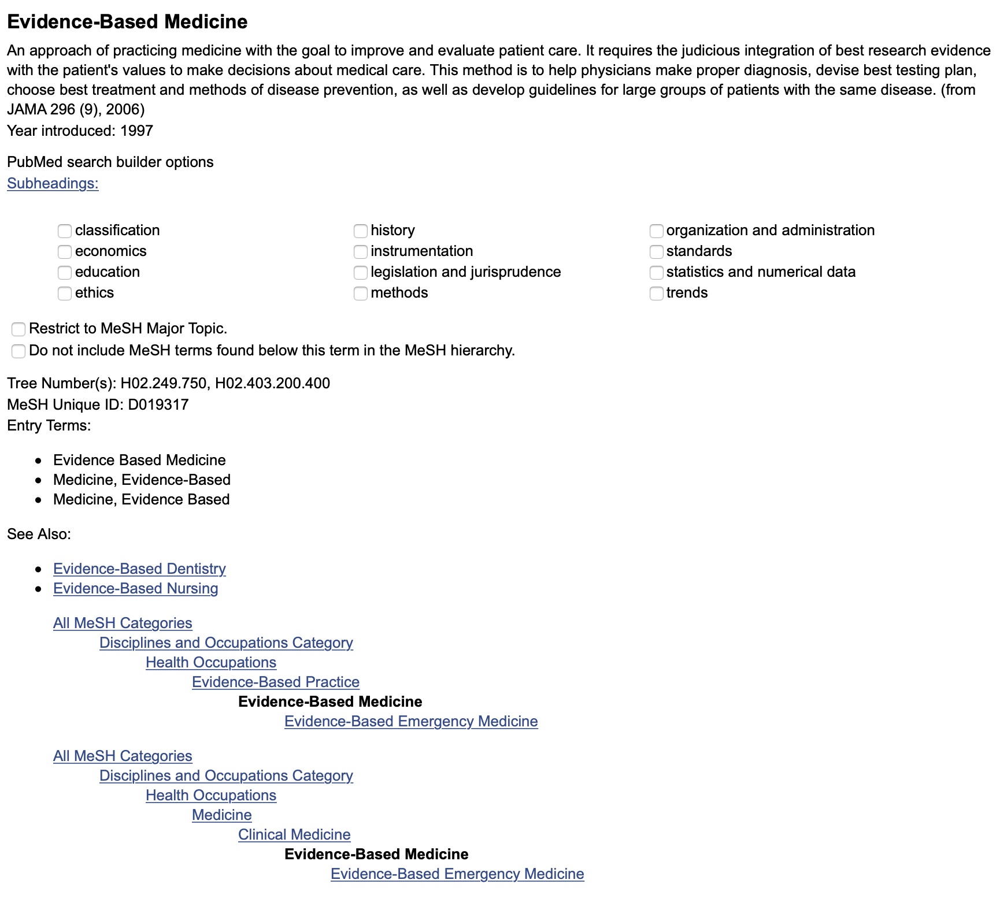 Evidence-Based Medicine
An approach of practicing medicine with the goal to improve and evaluate patient care. It requires the judicious integration of best research evidence
with the patient's values to make decisions about medical care. This method is to help physicians make proper diagnosis, devise best testing plan,
choose best treatment and methods of disease prevention, as well as develop guidelines for large groups of patients with the same disease. (from
JAMA 296 (9), 2006)
Year introduced: 1997
PubMed search builder options
Subheadings:
classification
economics
education
ethics
history
instrumentation
legislation and jurisprudence
methods
organization and administration
standards
statistics and numerical data
trends
Restrict to MeSH Major Topic.
Do not include MeSH terms found below this term in the MeSH hierarchy.
Tree Number(s): H02.249.750, H02.403.200.400
MeSH Unique ID: D019317
Entry Terms:
Evidence Based Medicine
Medicine, Evidence-Based
Medicine, Evidence Based
See Also:
Evidence-Based Dentistry
Evidence-Based Nursing
All MeSH Categories
Disciplines and Occupations Category
Health Occupations
Evidence-Based Practice
Evidence-Based Medicine
Evidence-Based Emergency Medicine
All MeSH Categories
Disciplines and Occupations Category
Health Occupations
Medicine
Clinical Medicine
Evidence-Based Medicine
Evidence-Based Emergency Medicine